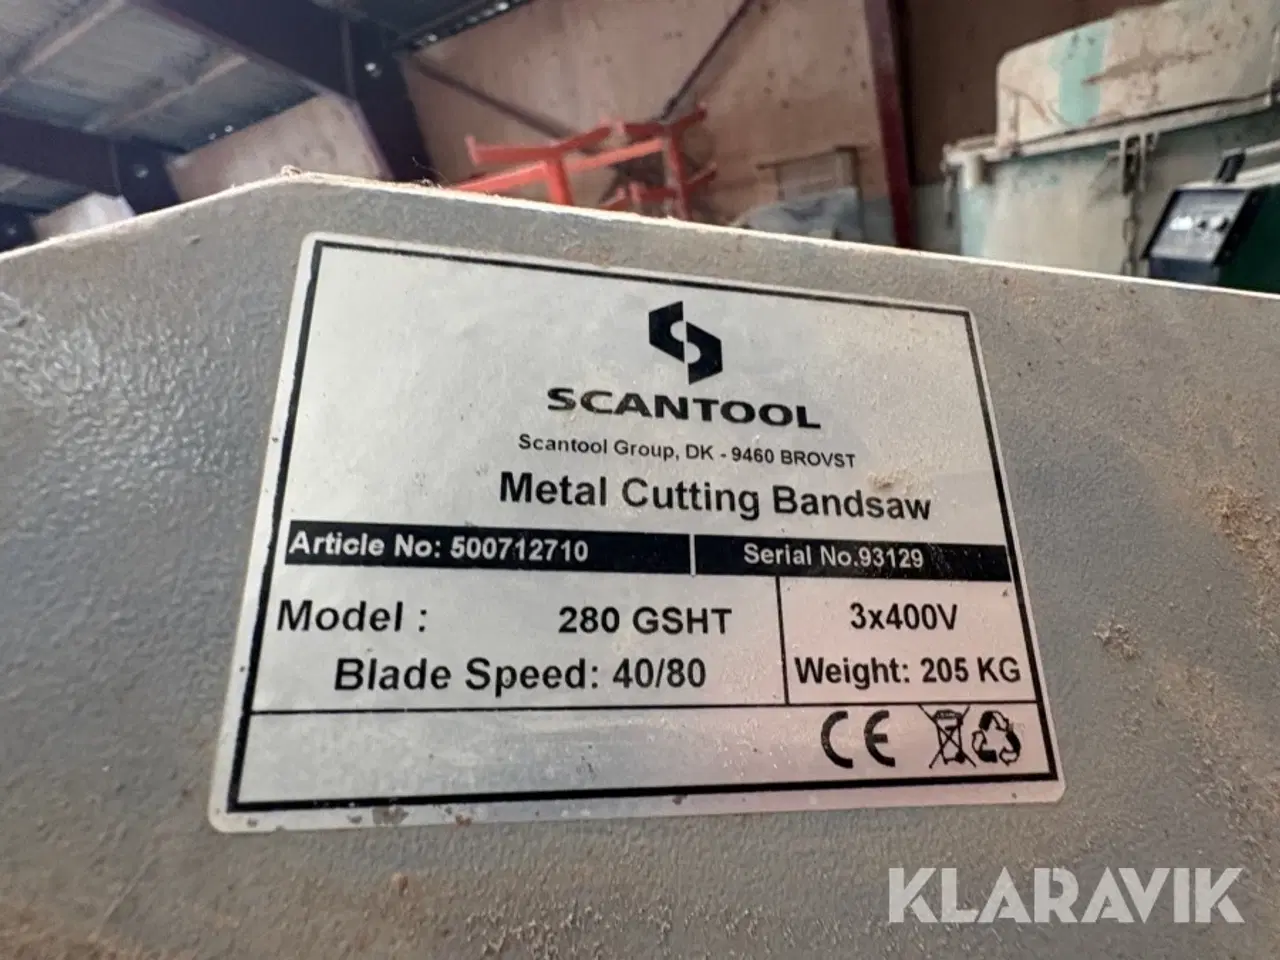 SCANTOOL
Scantool Group, DK - 9460 BROVST
Metal Cutting Bandsaw
Article No: 500712710 Serial No.93129
Model : 280 GSHT 3x400V
Blade Speed: 40/80 Weight: 205 KG
CE
KLARAVIK